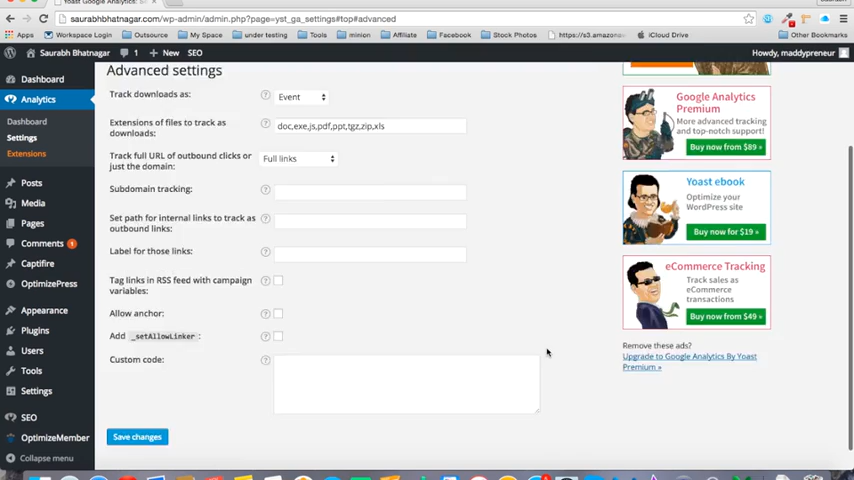 Yoast Google Analytics: S
saurabhbhatnagar.com/wp-admin/admin.php?page=yst_ga_settings#top#advanced
Apps
Workspace Login
Outsource
My Space
under testing
Tools
minion
Affiliate
Facebook
Stock Photos
https://s3.amazonaw
iCloud Drive
Other Bookmarks
Saurabh Bhatnagar
1
+ New
SEO
Howdy, maddypreneur
Dashboard
Analytics
Dashboard
Settings
Extensions
Posts
Media
Pages
Comments 1
Captifire
OptimizePress
Appearance
Plugins
Users
Tools
Settings
SEO
OptimizeMember
Collapse menu
Advanced settings
Track downloads as:
? Event
Extensions of files to track as
downloads:
? doc,exe,js,pdf,ppt,tgz,zip,xls
Track full URL of outbound clicks or
just the domain:
? Full links
Subdomain tracking:
?
Set path for internal links to track as
outbound links:
?
Label for those links:
?
Tag links in RSS feed with campaign
variables:
?
Allow anchor:
?
Add _setAllowLinker :
?
Custom code:
?
Save changes
Google Analytics
Premium
More advanced tracking
and top-notch support!
Buy now from $89 »
Yoast ebook
Optimize your
WordPress site
Buy now for $19 »
eCommerce Tracking
Track sales as
eCommerce
transactions
Buy now from $49 »
Remove these ads?
Upgrade to Google Analytics By Yoast
Premium »